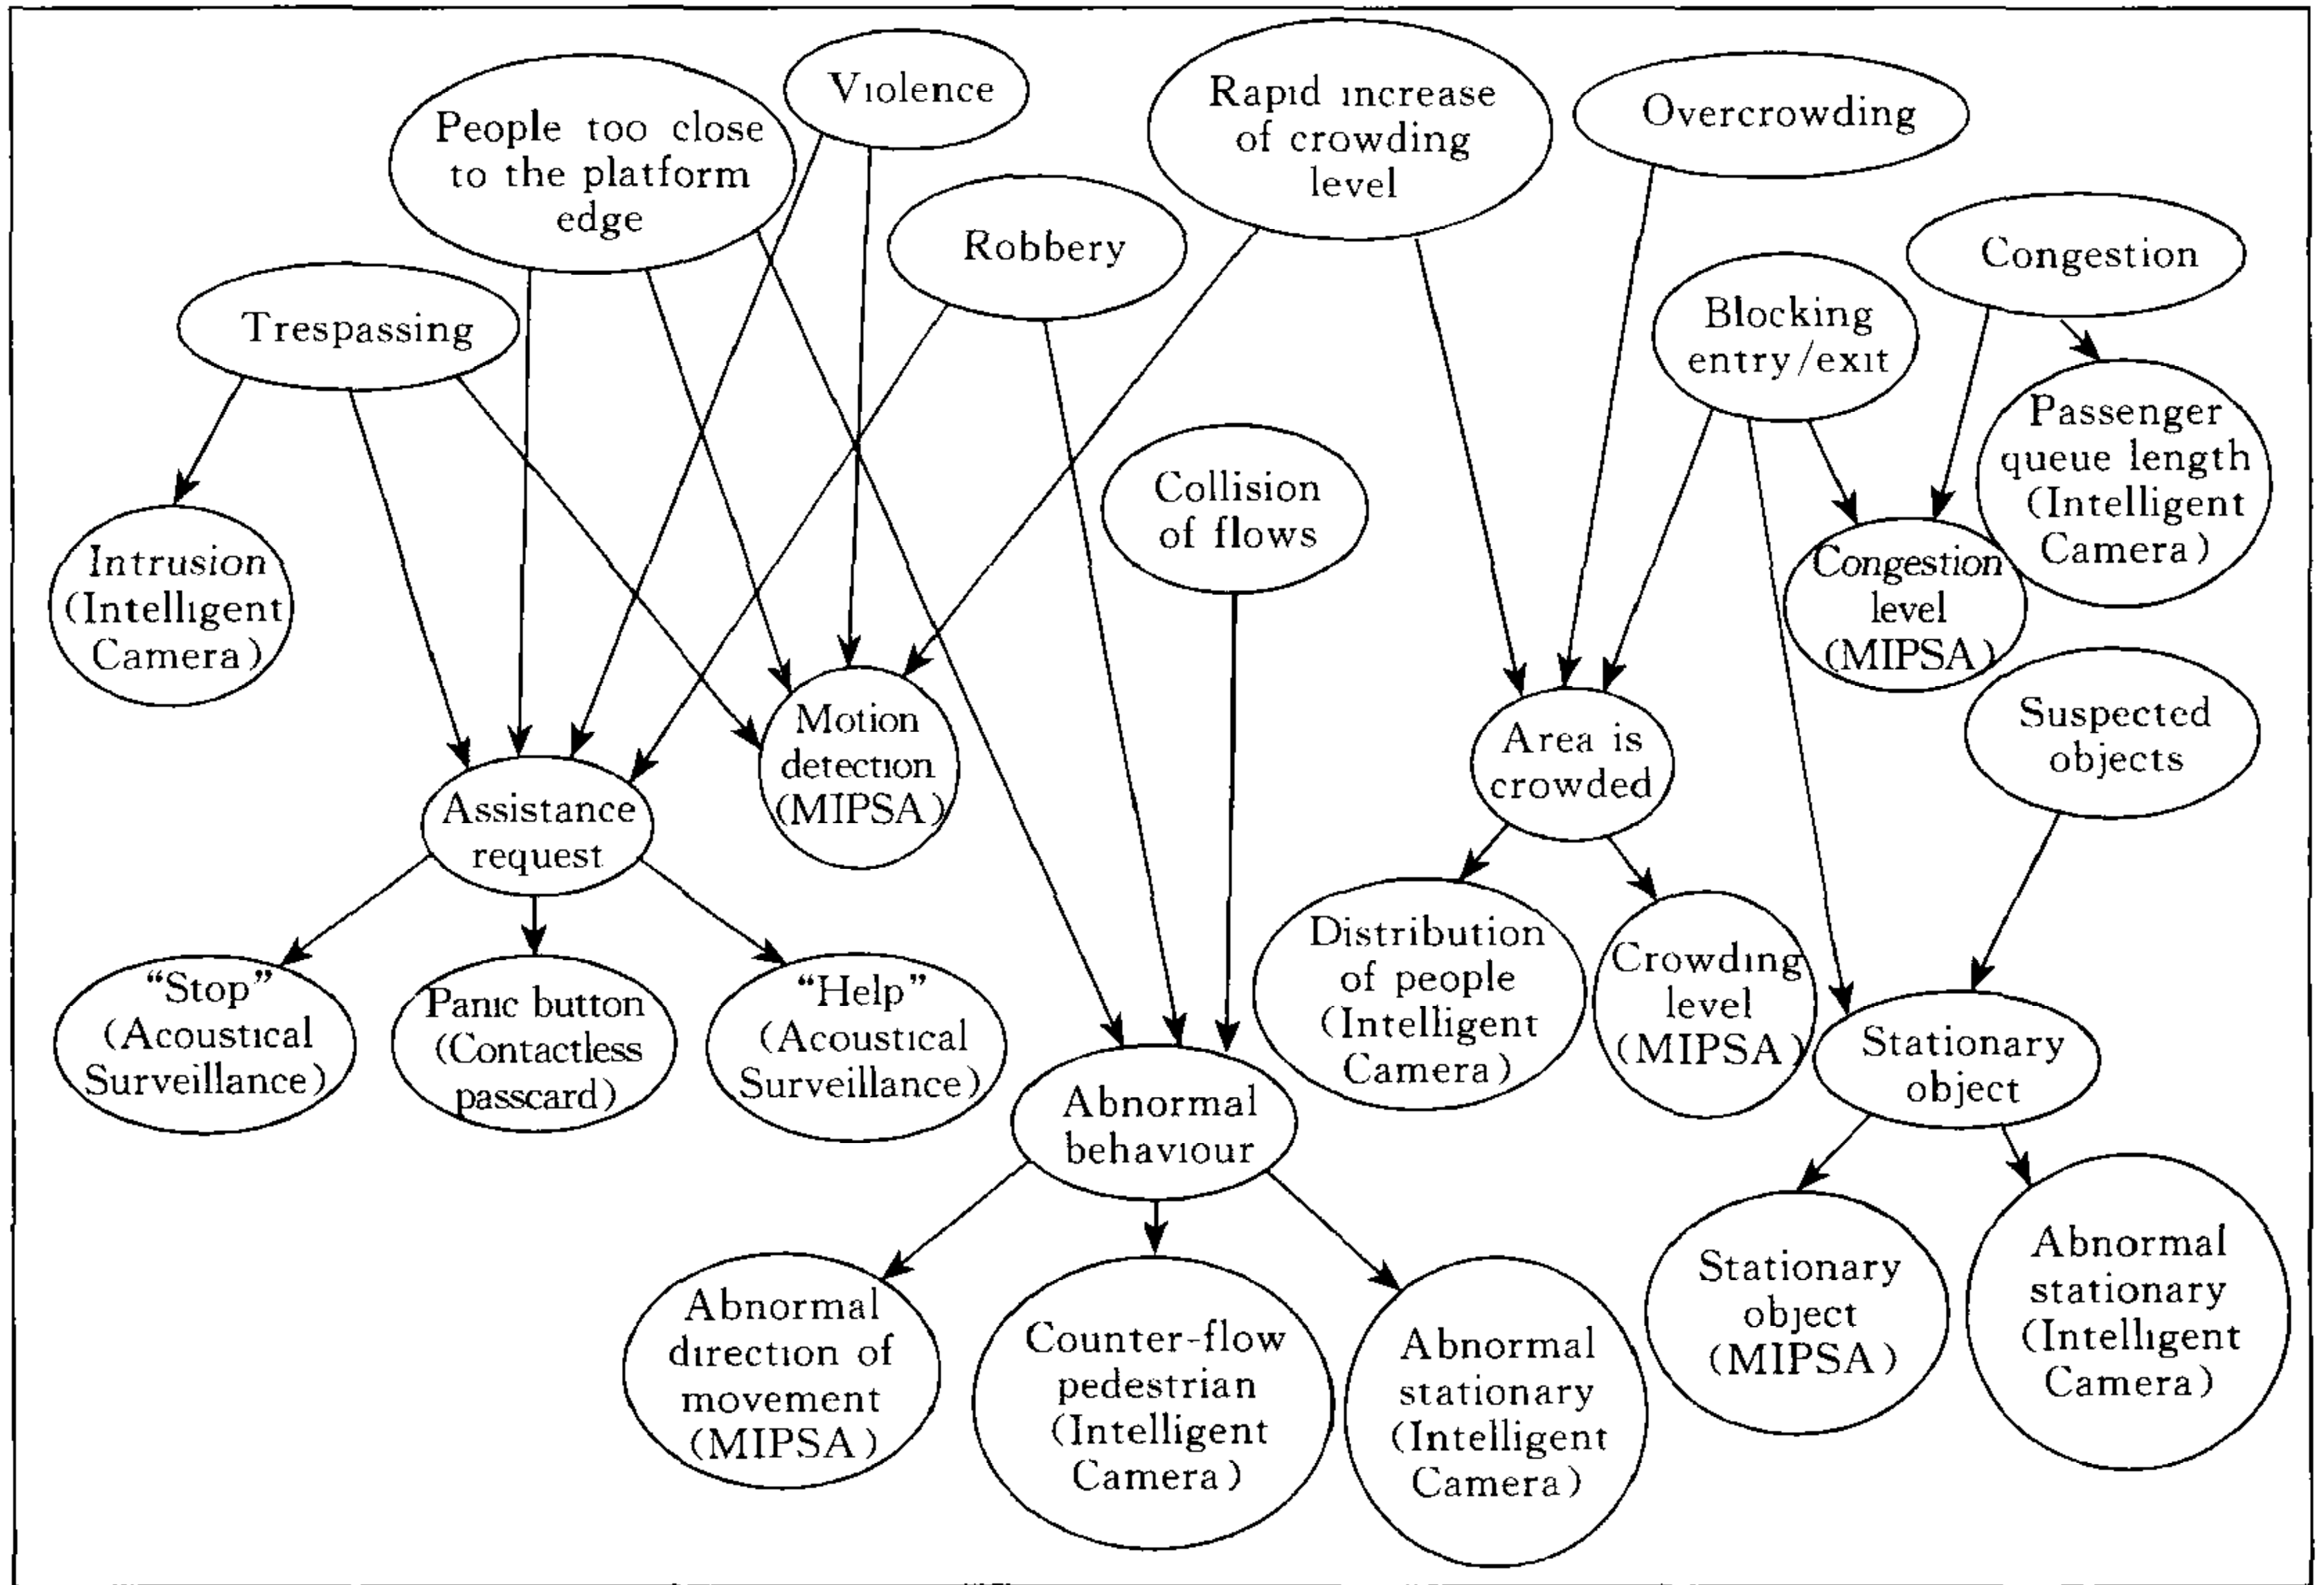 Violence
People too close
to the platform
edge
Rapid increase
of crowding
level
Overcrowding
Robbery
Congestion
Trespassing
Blocking
entry/exit
Passenger
queue length
(Intelligent
Camera)
Collision
of flows
Intrusion
(Intelligent
Camera)
Congestion
level
(MIPSA)
Motion
detection
(MIPSA)
Area is
crowded
Suspected
objects
Assistance
request
Distribution
of people
(Intelligent
Camera)
Crowding
level
(MIPSA)
“Stop”
(Acoustical
Surveillance)
Panic button
(Contactless
passcard)
“Help”
(Acoustical
Surveillance)
Stationary
object
Abnormal
behaviour
Abnormal
direction of
movement
(MIPSA)
Counter-flow
pedestrian
(Intelligent
Camera)
Abnormal
stationary
(Intelligent
Camera)
Stationary
object
(MIPSA)
Abnormal
stationary
(Intelligent
Camera)